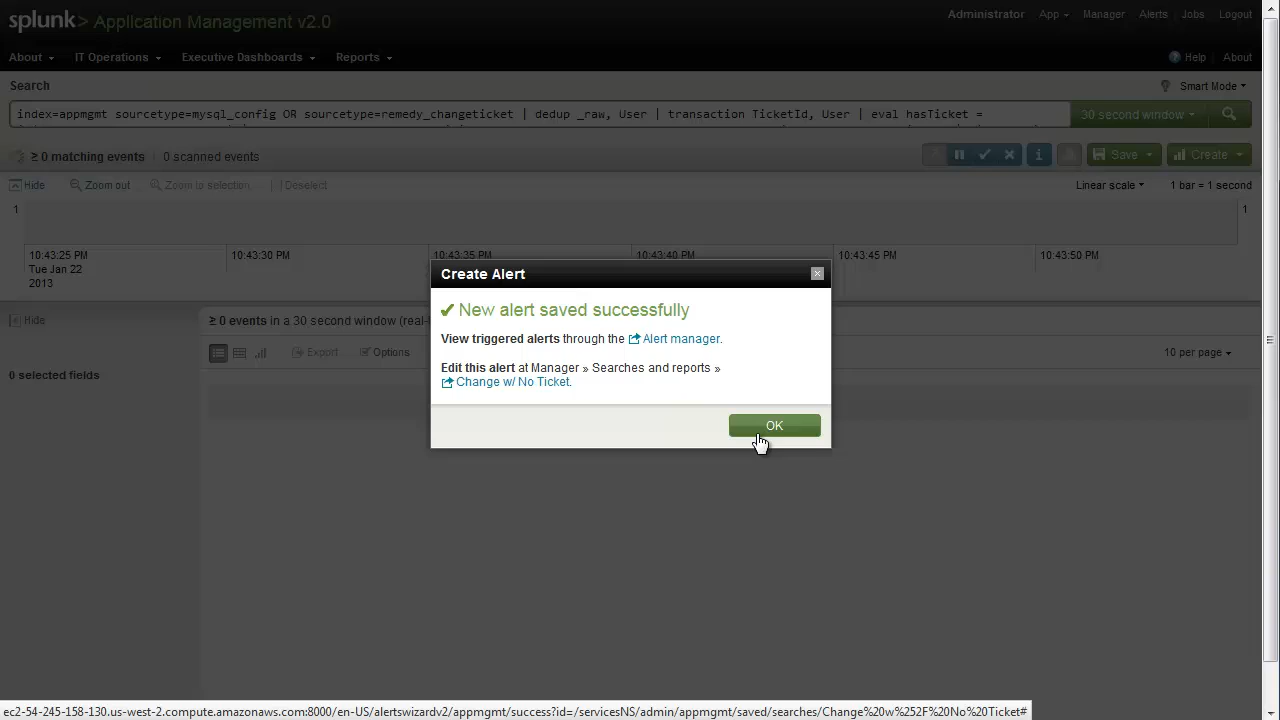 splunk> Application Management v2.0
Administrator App Manager Alerts Jobs Logout
About IT Operations Executive Dashboards Reports
Help About
Search
Smart Mode
index=appmgmt sourcetype=mysql_config OR sourcetype=remedy_changeticket | dedup _raw, User | transaction TicketId, User | eval hasTicket =
30 second window
≥ 0 matching events 0 scanned events
Save Create
Hide Zoom out Zoom to selection Deselect
Linear scale 1 bar = 1 second
1 1
10:43:25 PM 10:43:30 PM 10:43:35 PM 10:43:40 PM 10:43:45 PM 10:43:50 PM
Tue Jan 22
2013
Create Alert
✔ New alert saved successfully
View triggered alerts through the Alert manager.
Edit this alert at Manager » Searches and reports »
Change w/ No Ticket.
OK
Hide
≥ 0 events in a 30 second window (real-
Export Options
10 per page
0 selected fields
ec2-54-245-158-130.us-west-2.compute.amazonaws.com:8000/en-US/alertswizardv2/appmgmt/success?id=/servicesNS/admin/appmgmt/saved/searches/Change%20w%252F%20No%20Ticket#